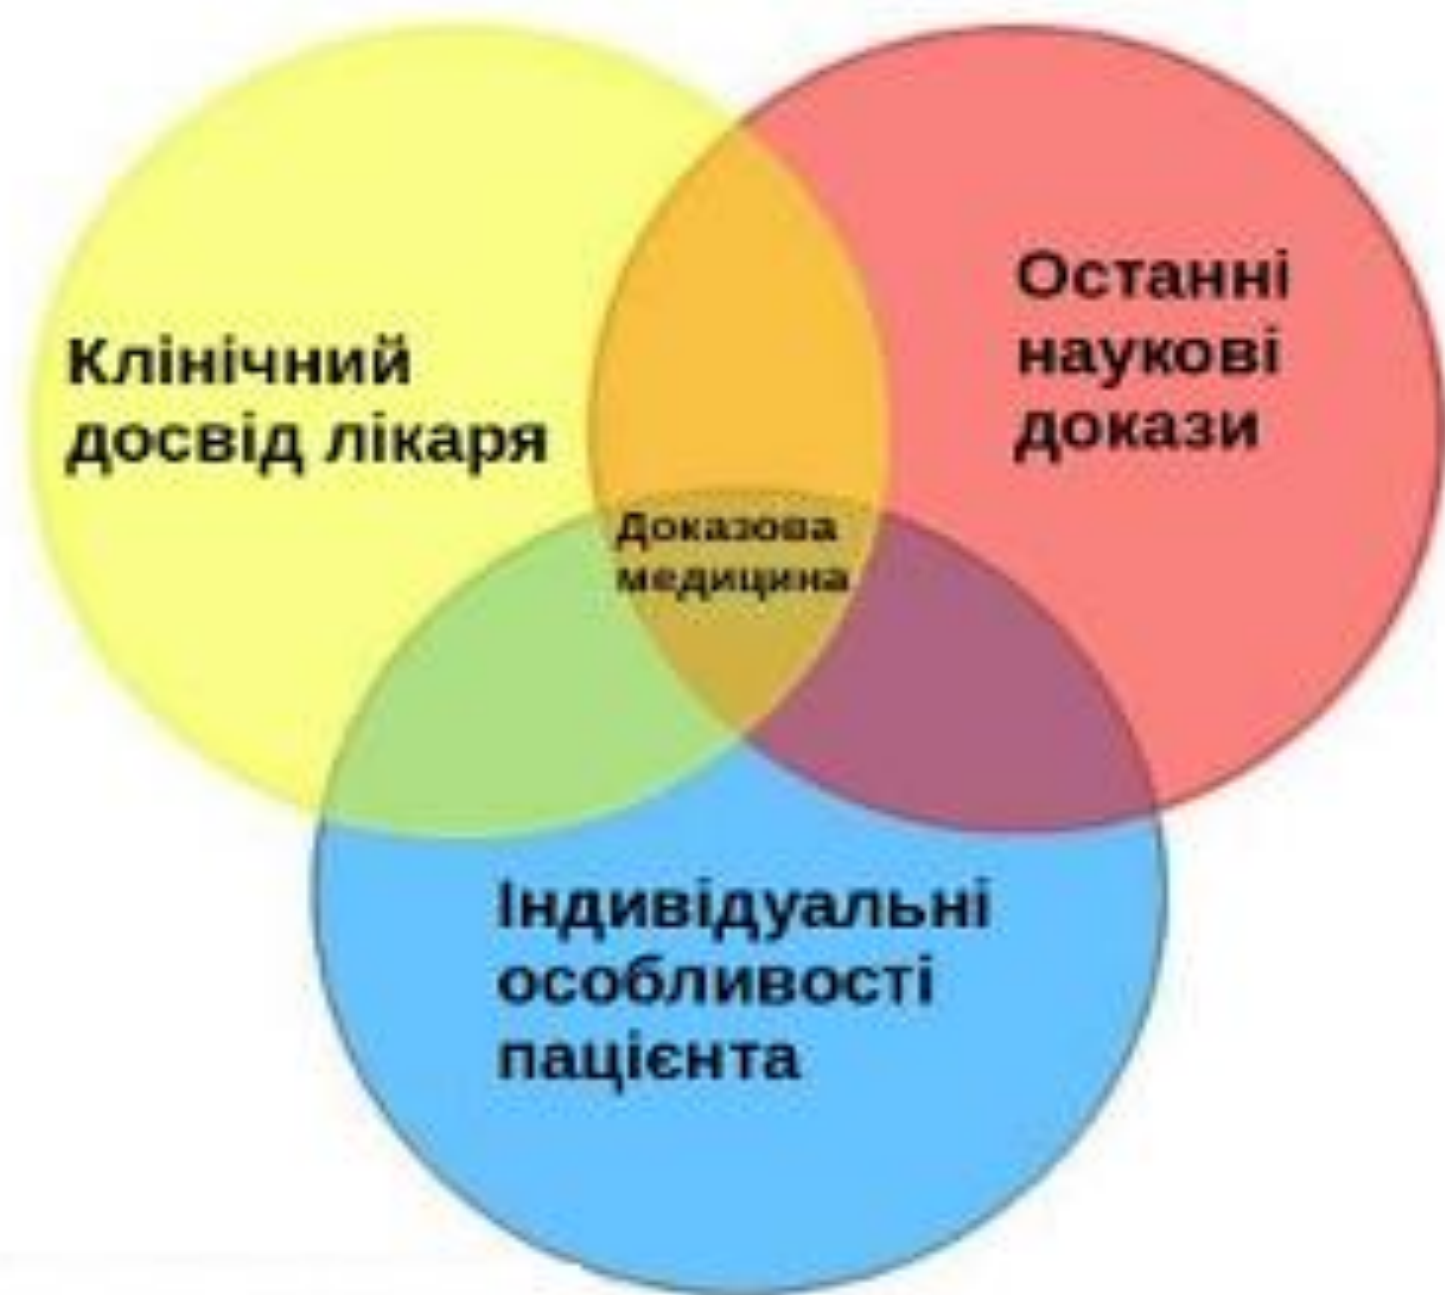 Клінічний
досвід лікаря
Останні
наукові
докази
Доказова
медицина
Індивідуальні
особливості
пацієнта